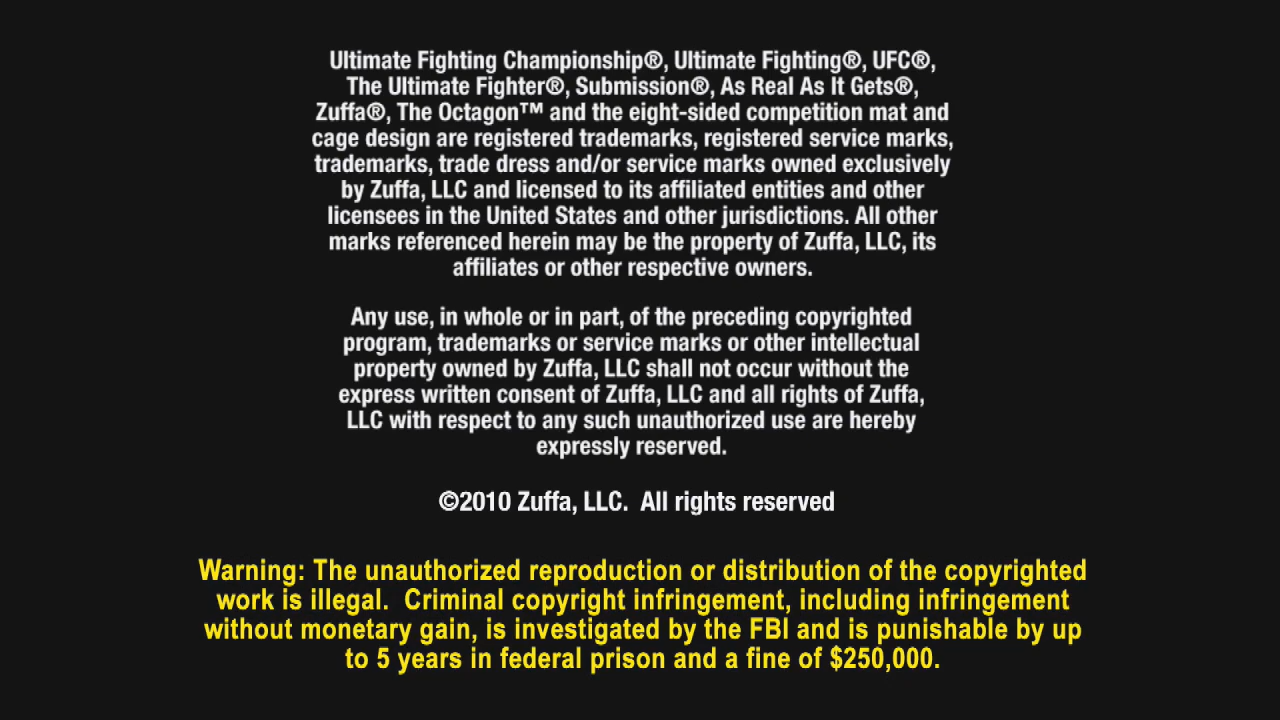 Ultimate Fighting Championship®, Ultimate Fighting®, UFC®,
The Ultimate Fighter®, Submission®, As Real As It Gets®,
Zuffa®, The Octagon™ and the eight-sided competition mat and
cage design are registered trademarks, registered service marks,
trademarks, trade dress and/or service marks owned exclusively
by Zuffa, LLC and licensed to its affiliated entities and other
licensees in the United States and other jurisdictions. All other
marks referenced herein may be the property of Zuffa, LLC, its
affiliates or other respective owners.
Any use, in whole or in part, of the preceding copyrighted
program, trademarks or service marks or other intellectual
property owned by Zuffa, LLC shall not occur without the
express written consent of Zuffa, LLC and all rights of Zuffa,
LLC with respect to any such unauthorized use are hereby
expressly reserved.
©2010 Zuffa, LLC.  All rights reserved
Warning: The unauthorized reproduction or distribution of the copyrighted
work is illegal.  Criminal copyright infringement, including infringement
without monetary gain, is investigated by the FBI and is punishable by up
to 5 years in federal prison and a fine of $250,000.